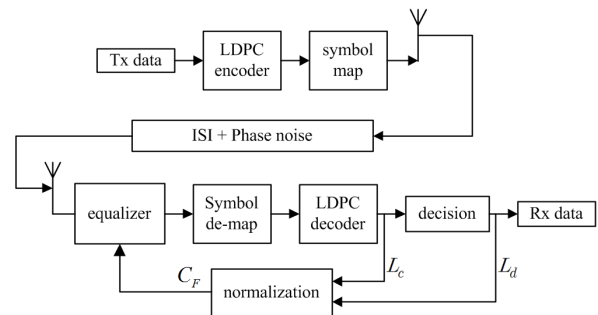 Tx data
LDPC
encoder
symbol
map
ISI + Phase noise
equalizer
Symbol
de-map
LDPC
decoder
decision
Rx data
C_F
normalization
L_c
L_d